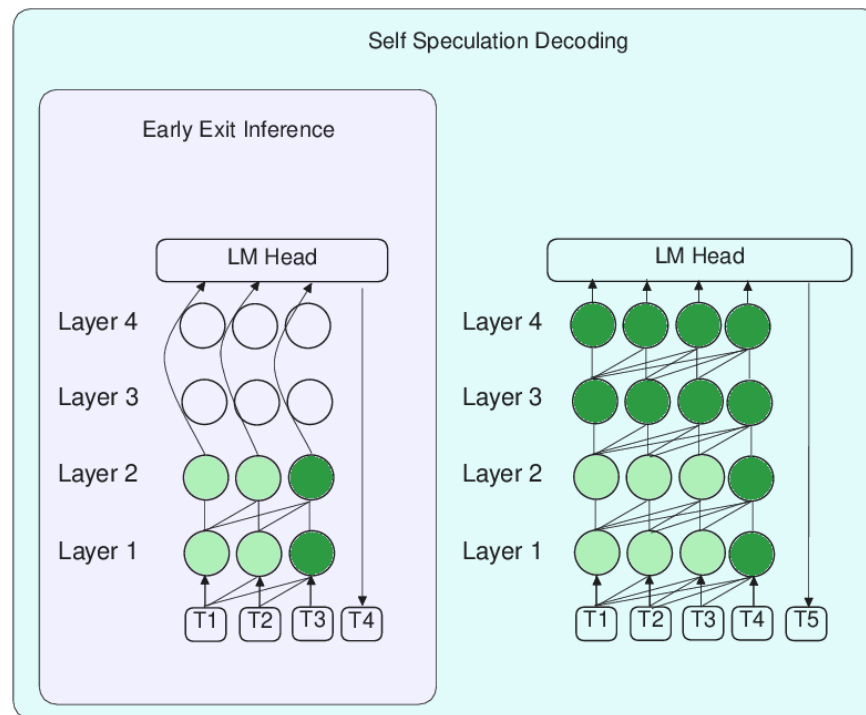 Self Speculation Decoding
Early Exit Inference
LM Head
Layer 4
Layer 3
Layer 2
Layer 1
T1 T2 T3 T4
LM Head
Layer 4
Layer 3
Layer 2
Layer 1
T1 T2 T3 T4 T5